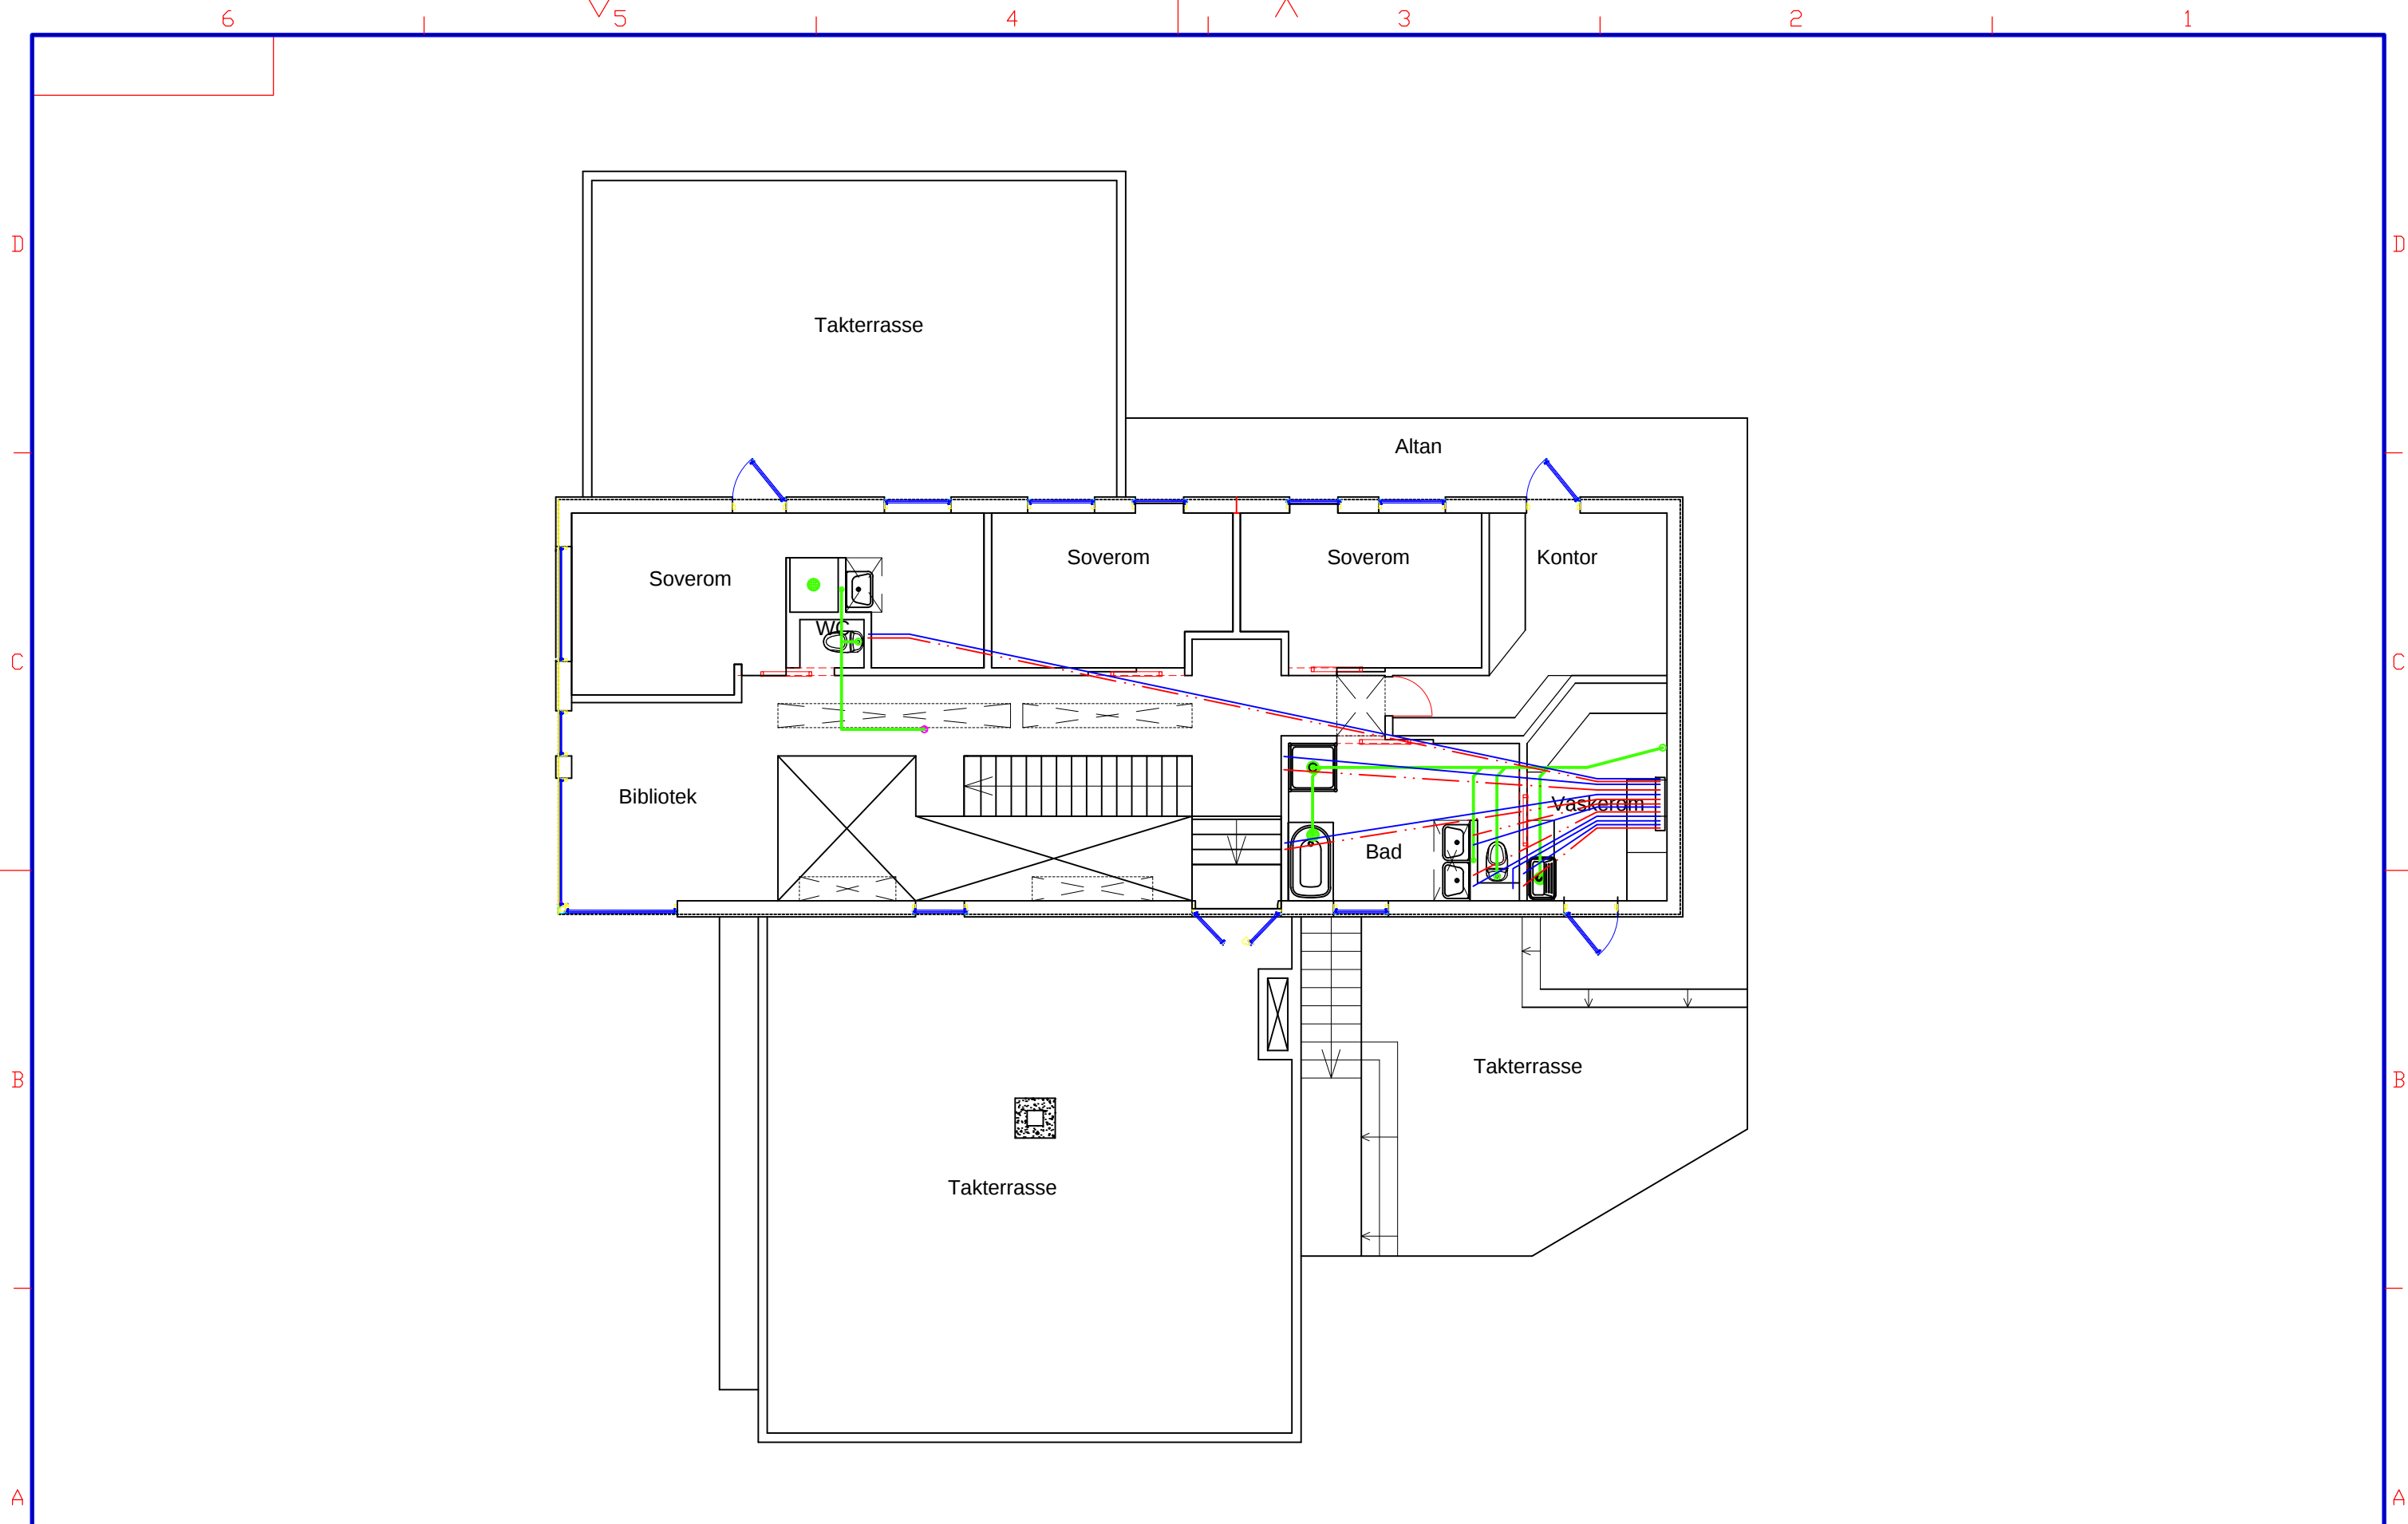 6 5 4 3 2 1
D D
Takterrasse
Altan
Soverom Soverom Kontor
Soverom
WC
C C
Bibliotek
Vaskerom
Bad
Takterrasse
B B
Takterrasse
A A